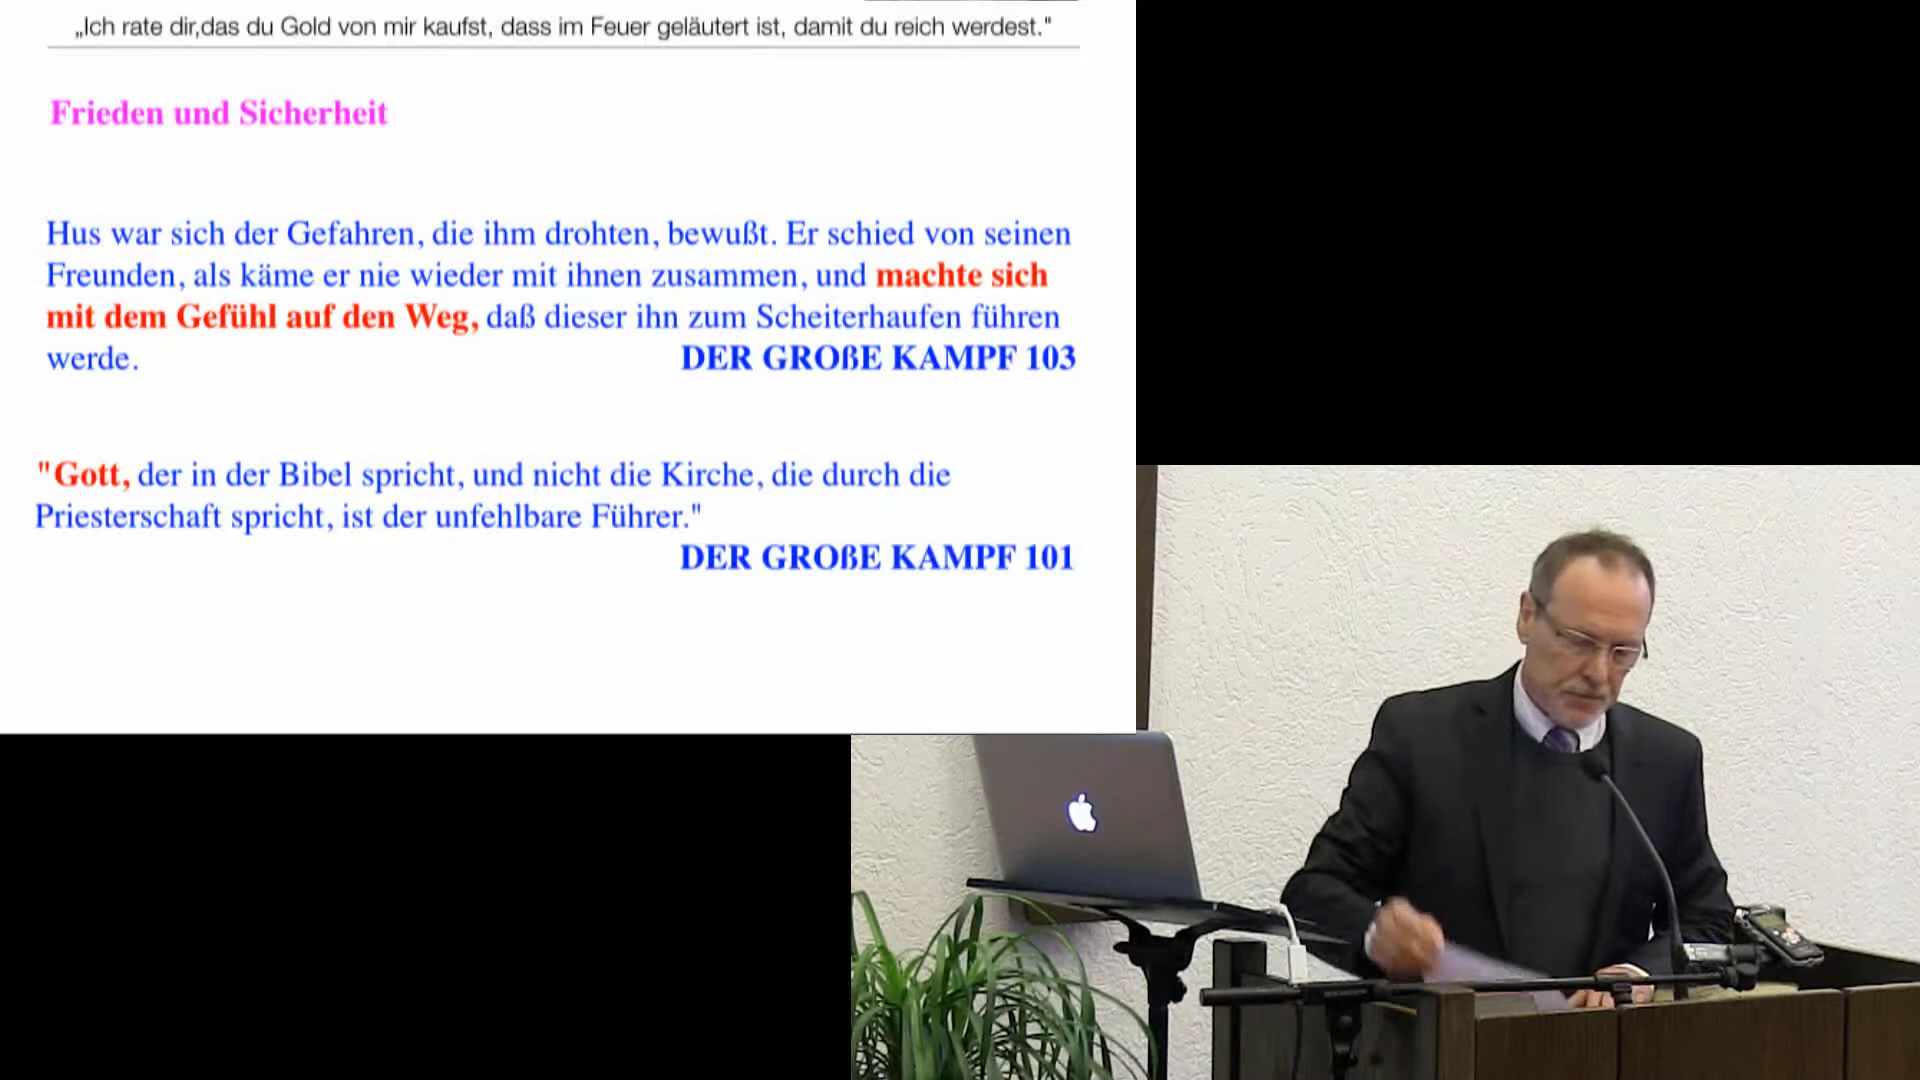 „Ich rate dir,das du Gold von mir kaufst, dass im Feuer geläutert ist, damit du reich werdest."
Frieden und Sicherheit
Hus war sich der Gefahren, die ihm drohten, bewußt. Er schied von seinen
Freunden, als käme er nie wieder mit ihnen zusammen, und machte sich
mit dem Gefühl auf den Weg, daß dieser ihn zum Scheiterhaufen führen
werde. DER GROßE KAMPF 103
"Gott, der in der Bibel spricht, und nicht die Kirche, die durch die
Priesterschaft spricht, ist der unfehlbare Führer."
DER GROßE KAMPF 101